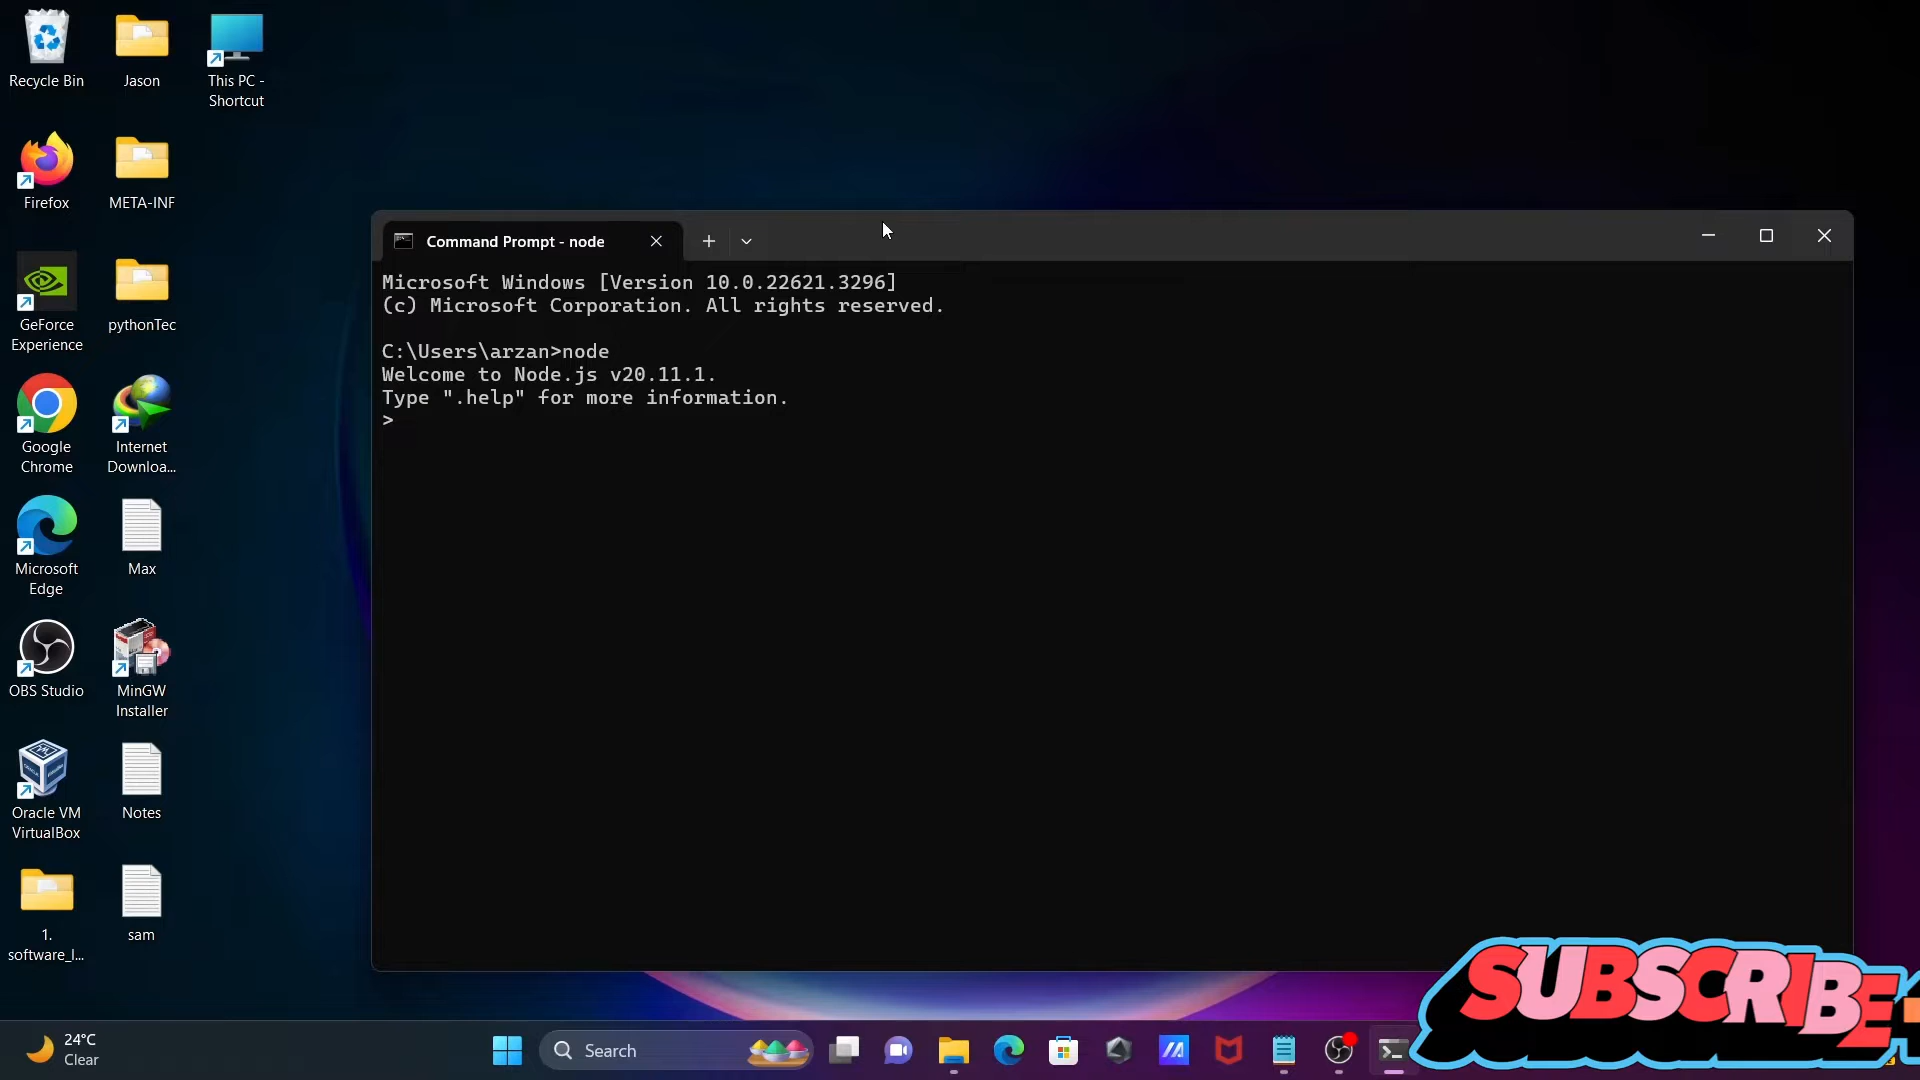 Recycle Bin
Jason
This PC -
Shortcut
Firefox
META-INF
GeForce
Experience
pythonTec
Google
Chrome
Internet
Downloa...
Microsoft
Edge
Max
OBS Studio
MinGW
Installer
Oracle VM
VirtualBox
Notes
1.
software_l...
sam
Command Prompt - node
Microsoft Windows [Version 10.0.22621.3296]
(c) Microsoft Corporation. All rights reserved.
C:\Users\arzan>node
Welcome to Node.js v20.11.1.
Type ".help" for more information.
>
SUBSCRIBE
24°C
Clear
Search